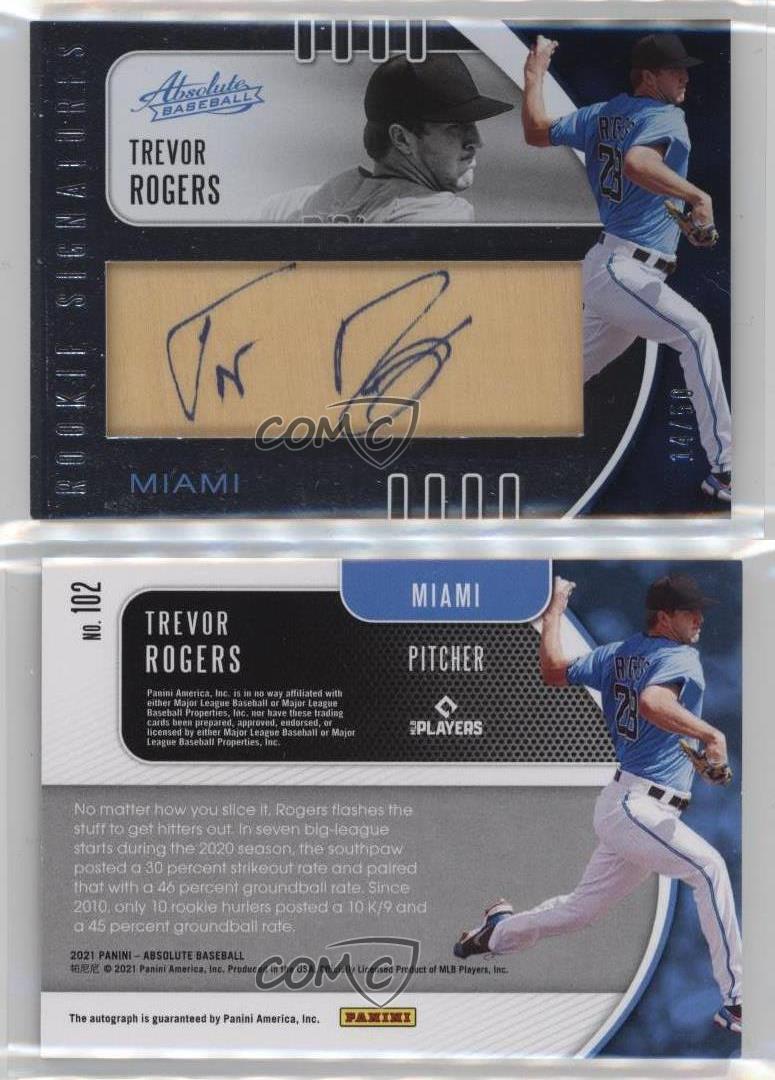 ROOKIE SIGNATURES
Absolute
BASEBALL
TREVOR
ROGERS
23
COMC
MIAMI
14/50
NO. 102
TREVOR
ROGERS
MIAMI
PITCHER
Panini America, Inc. is in no way affiliated with
either Major League Baseball or Major League
Baseball Properties, Inc. nor have these trading
cards been prepared, approved, endorsed, or
licensed by either Major League Baseball or Major
League Baseball Properties, Inc.
MLB PLAYERS
23
No matter how you slice it, Rogers flashes the
stuff to get hitters out. In seven big-league
starts during the 2020 season, the southpaw
posted a 30 percent strikeout rate and paired
that with a 46 percent groundball rate. Since
2010, only 10 rookie hurlers posted a 10 K/9 and
a 45 percent groundball rate.
2021 PANINI – ABSOLUTE BASEBALL
帕尼尼 © 2021 Panini America, Inc. Produced in the USA. Officially Licensed Product of MLB Players, Inc.
COMC
The autograph is guaranteed by Panini America, Inc.
PANINI